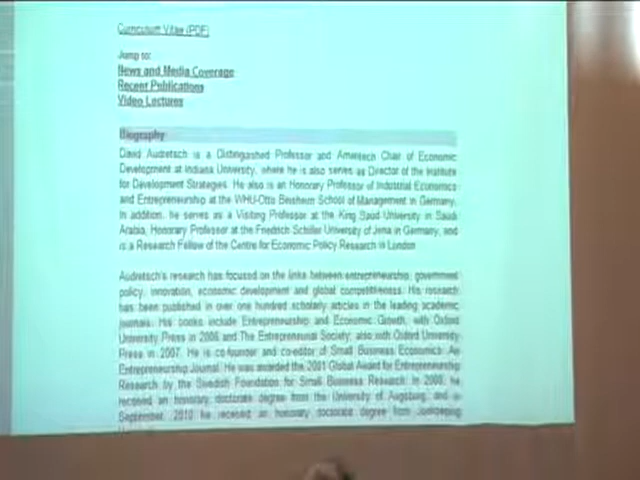 Curriculum Vitae (PDF)
Jump to:
News and Media Coverage
Recent Publications
Video Lectures
Biography
David Audretsch is a Distinguished Professor and Ameritech Chair of Economic
Development at Indiana University, where he is also serves as Director of the Institute
for Development Strategies. He also is an Honorary Professor of Industrial Economics
and Entrepreneurship at the WHU-Otto Beisheim School of Management in Germany.
In addition, he serves as a Visiting Professor at the King Saud University in Saudi
Arabia, Honorary Professor at the Friedrich Schiller University of Jena in Germany, and
is a Research Fellow of the Centre for Economic Policy Research in London.
Audretsch's research has focused on the links between entrepreneurship, government
policy, innovation, economic development and global competitiveness. His research
has been published in over one hundred scholarly articles in the leading academic
journals. His books include Entrepreneurship and Economic Growth, with Oxford
University Press in 2006 and The Entrepreneurial Society, also with Oxford University
Press in 2007. He is co-founder and co-editor of Small Business Economics: An
Entrepreneurship Journal. He was awarded the 2001 Global Award for Entrepreneurship
Research by the Swedish Foundation for Small Business Research. In 2008, he
received an honorary doctorate degree from the University of Augsburg, and in
September, 2010 he received an honorary doctorate degree from Jonkoping